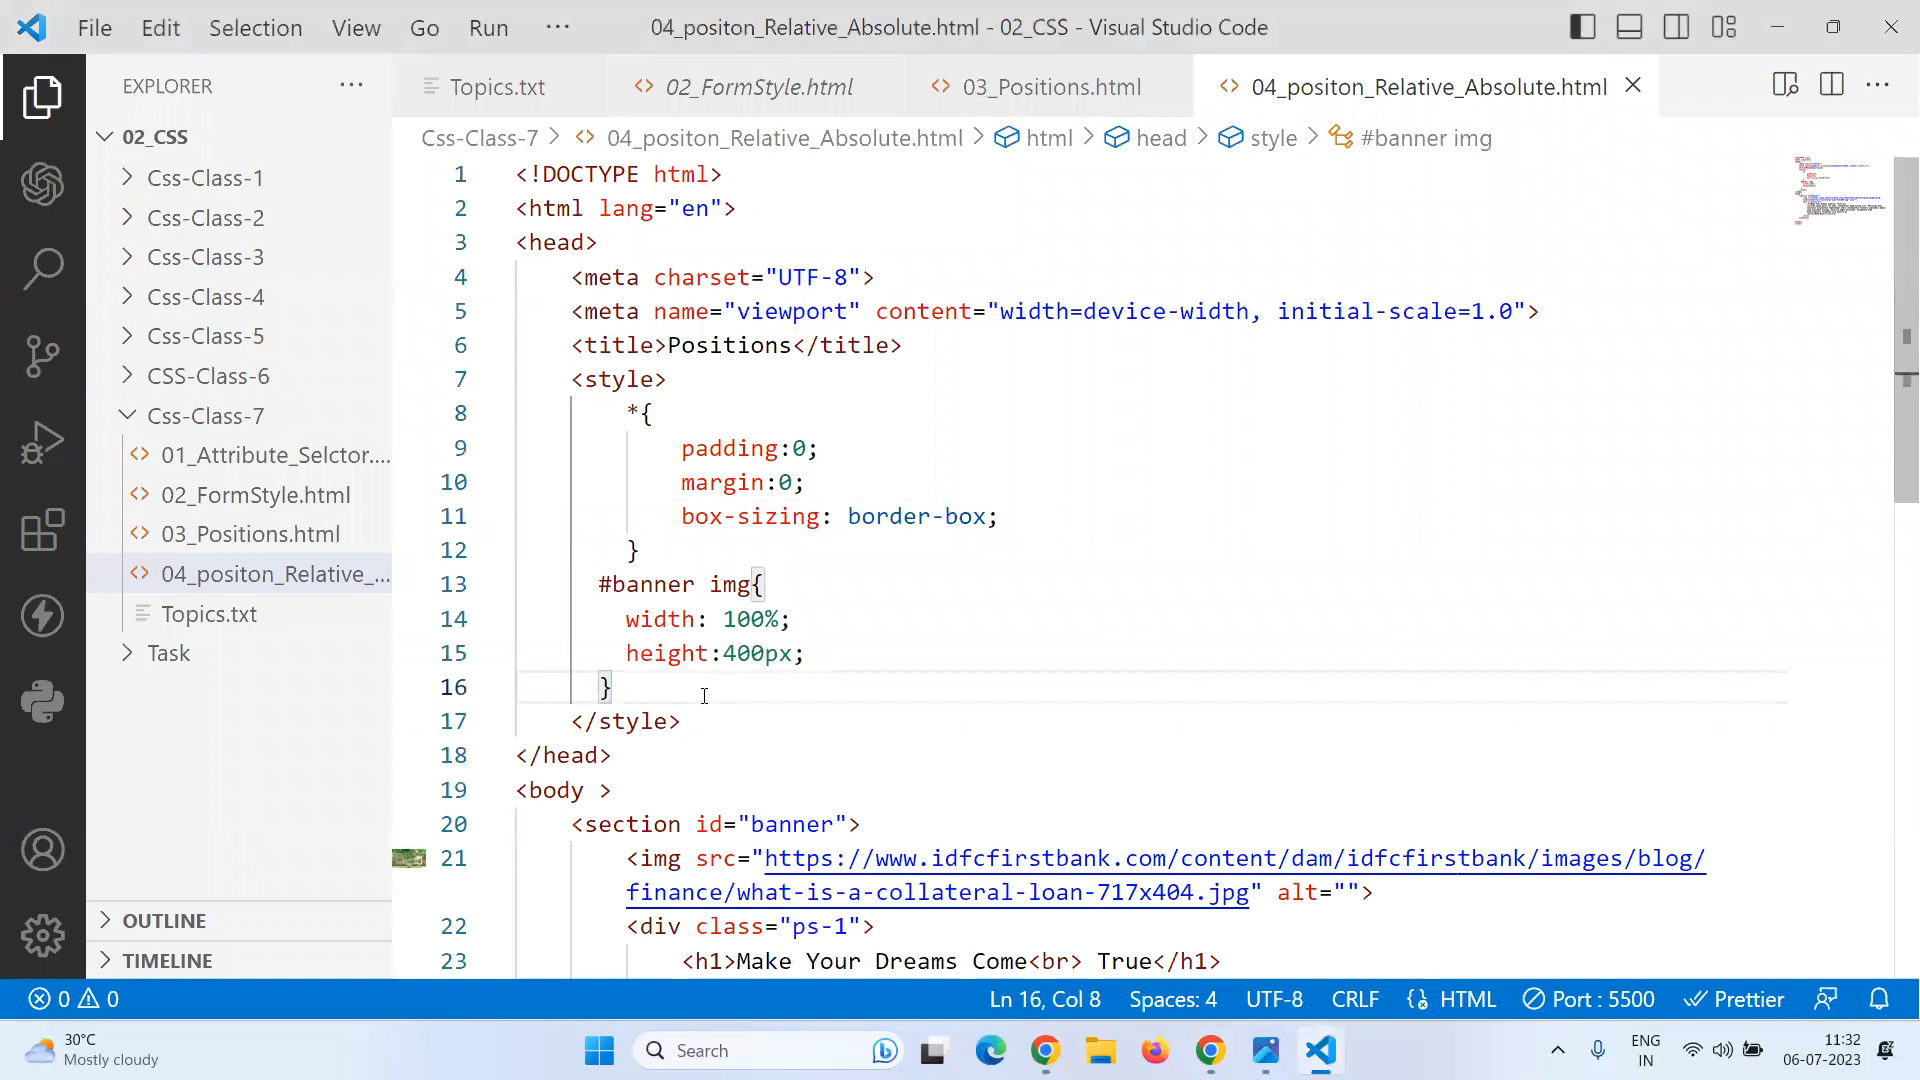 File Edit Selection View Go Run ··· 04_positon_Relative_Absolute.html - 02_CSS - Visual Studio Code
EXPLORER ···
Topics.txt 02_FormStyle.html 03_Positions.html 04_positon_Relative_Absolute.html
Css-Class-7 > 04_positon_Relative_Absolute.html > html > head > style > #banner img
02_CSS
Css-Class-1
Css-Class-2
Css-Class-3
Css-Class-4
Css-Class-5
CSS-Class-6
Css-Class-7
01_Attribute_Selctor....
02_FormStyle.html
03_Positions.html
04_positon_Relative_...
Topics.txt
Task
OUTLINE
TIMELINE
1 <!DOCTYPE html>
2 <html lang="en">
3 <head>
4 <meta charset="UTF-8">
5 <meta name="viewport" content="width=device-width, initial-scale=1.0">
6 <title>Positions</title>
7 <style>
8 *{
9 padding:0;
10 margin:0;
11 box-sizing: border-box;
12 }
13 #banner img{
14 width: 100%;
15 height:400px;
16 }
17 </style>
18 </head>
19 <body >
20 <section id="banner">
21 <img src="https://www.idfcfirstbank.com/content/dam/idfcfirstbank/images/blog/
finance/what-is-a-collateral-loan-717x404.jpg" alt="">
22 <div class="ps-1">
23 <h1>Make Your Dreams Come<br> True</h1>
0 0 Ln 16, Col 8 Spaces: 4 UTF-8 CRLF HTML Port : 5500 Prettier
30°C
Mostly cloudy
Search
ENG
IN
11:32
06-07-2023